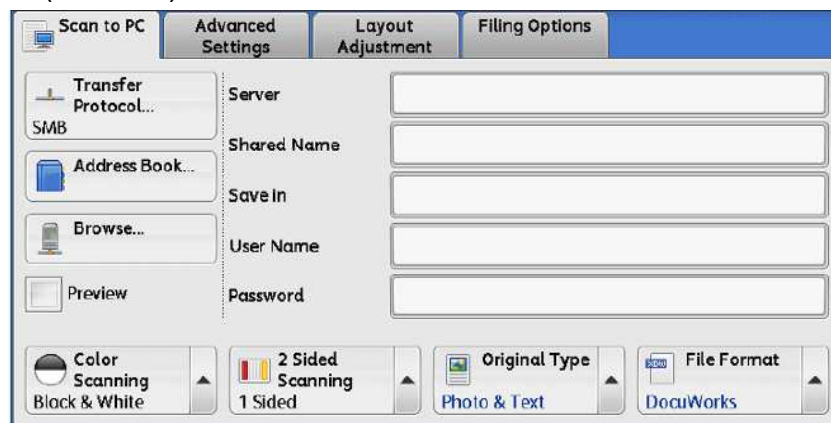 Scan to PC
Advanced
Settings
Layout
Adjustment
Filing Options
Transfer
Protocol...
SMB
Address Book...
Browse...
Preview
Server
Shared Name
Save in
User Name
Password
Color
Scanning
Black & White
2 Sided
Scanning
1 Sided
Original Type
Photo & Text
XDW
File Format
DocuWorks